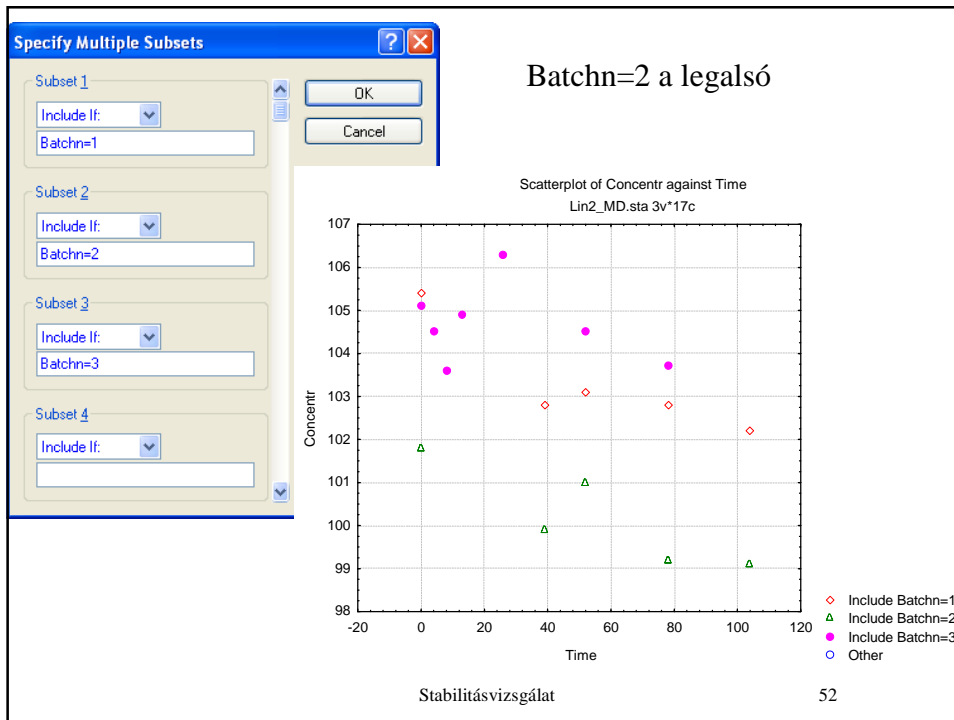 Specify Multiple Subsets
Subset 1
Include If:
Batchn=1
Subset 2
Include If:
Batchn=2
Subset 3
Include If:
Batchn=3
Subset 4
Include If:
OK
Cancel
Batchn=2 a legalsó
Scatterplot of Concentr against Time
Lin2_MD.sta 3v*17c
Concentr
107
106
105
104
103
102
101
100
99
98
-20 0 20 40 60 80 100 120
Time
Include Batchn=1
Include Batchn=2
Include Batchn=3
Other
Stabilitásvizsgálat 52